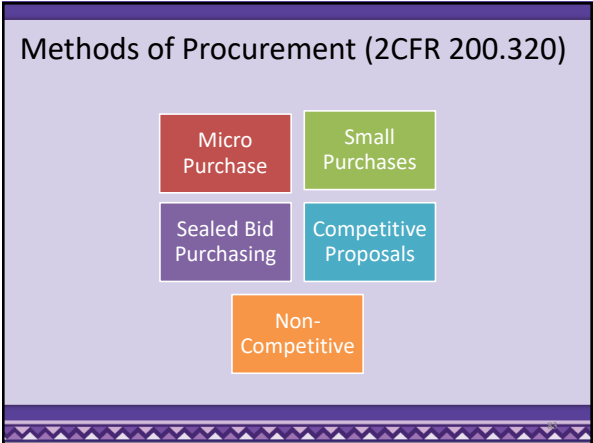 Methods of Procurement (2CFR 200.320)
Micro
Purchase
Small
Purchases
Sealed Bid
Purchasing
Competitive
Proposals
Non-
Competitive